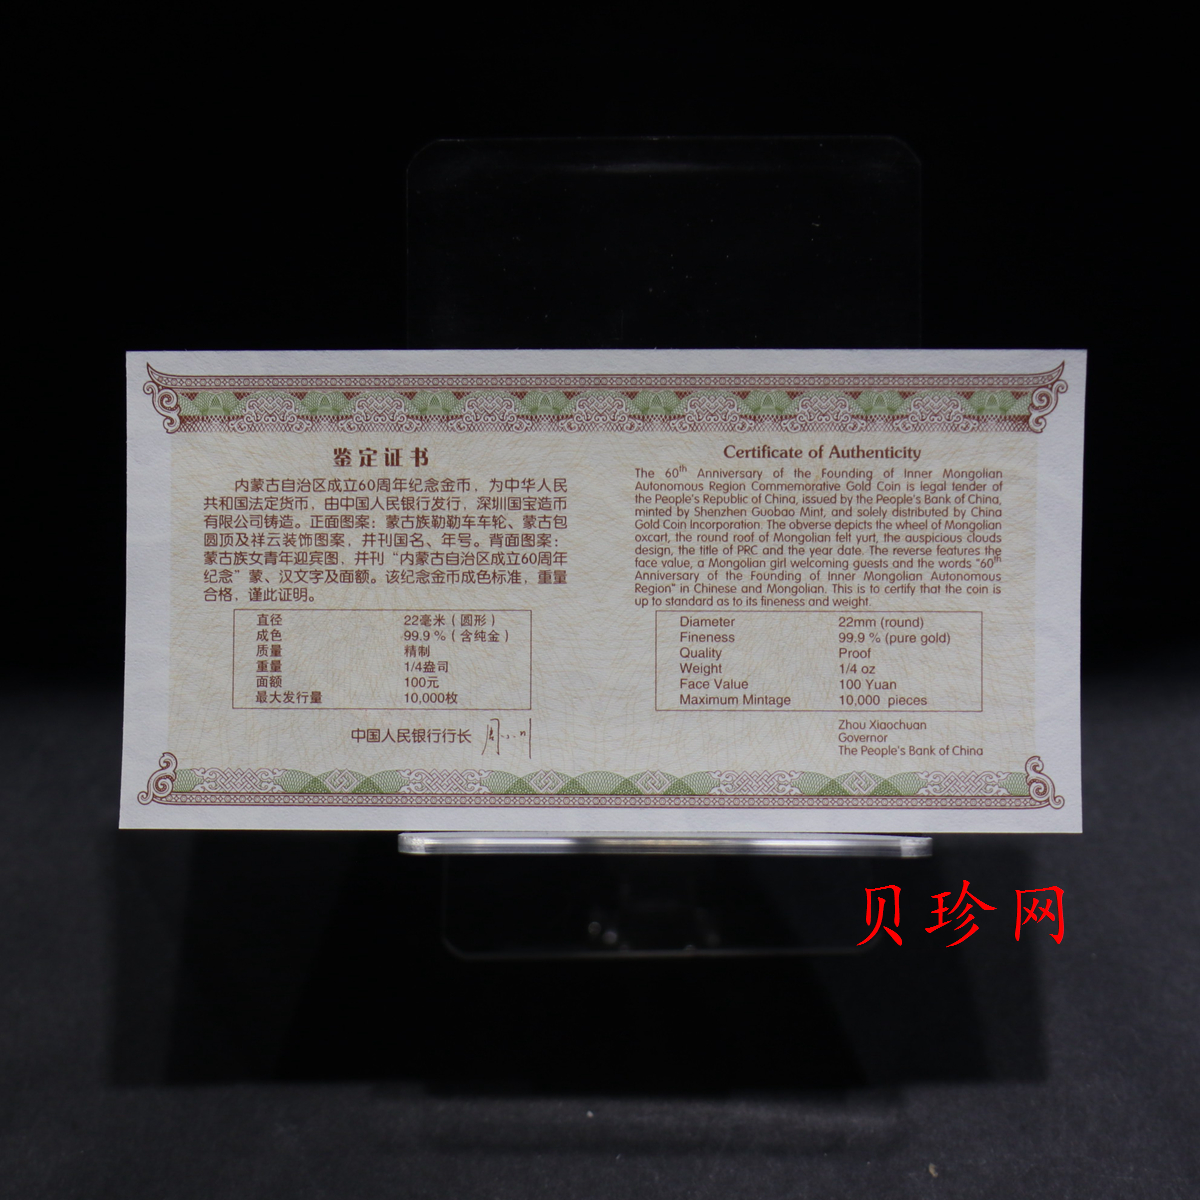 鉴定证书
内蒙古自治区成立60周年纪念金币，为中华人民
共和国法定货币，由中国人民银行发行，深圳国宝造币
有限公司铸造。正面图案：蒙古族勒勒车车轮、蒙古包
圆顶及祥云装饰图案，并刊国名、年号。背面图案：
蒙古族女青年迎宾图，并刊“内蒙古自治区成立60周年
纪念”蒙、汉文字及面额。该纪念金币成色标准，重量
合格，谨此证明。
直径 22毫米（圆形）
成色 99.9 %（含纯金）
质量 精制
重量 1/4盎司
面额 100元
最大发行量 10,000枚
中国人民银行行长 周小川
Certificate of Authenticity
The 60th Anniversary of the Founding of Inner Mongolian
Autonomous Region Commemorative Gold Coin is legal tender of
the People's Republic of China, issued by the People's Bank of China,
minted by Shenzhen Guobao Mint, and solely distributed by China
Gold Coin Incorporation. The obverse depicts the wheel of Mongolian
oxcart, the round roof of Mongolian felt yurt, the auspicious clouds
design, the title of PRC and the year date. The reverse features the
face value, a Mongolian girl welcoming guests and the words "60th
Anniversary of the Founding of Inner Mongolian Autonomous
Region" in Chinese and Mongolian. This is to certify that the coin is
up to standard as to its fineness and weight.
Diameter 22mm (round)
Fineness 99.9 % (pure gold)
Quality Proof
Weight 1/4 oz
Face Value 100 Yuan
Maximum Mintage 10,000 pieces
Zhou Xiaochuan
Governor
The People's Bank of China
贝珍网